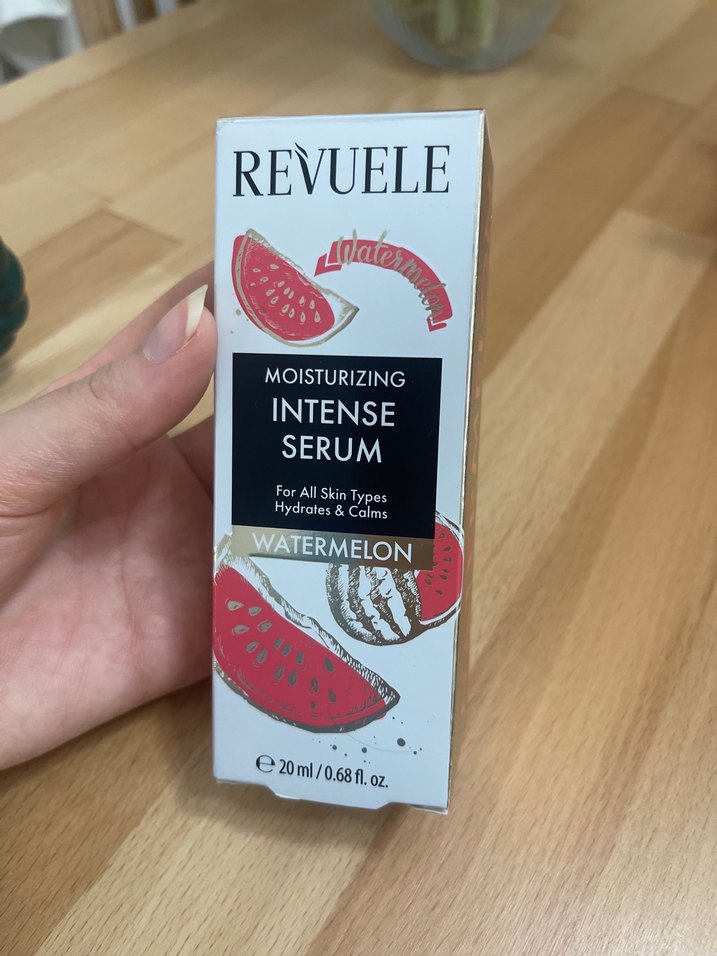 REVUELE
Watermelon
MOISTURIZING
INTENSE
SERUM
For All Skin Types
Hydrates & Calms
WATERMELON
℮ 20 ml / 0.68 fl. oz.